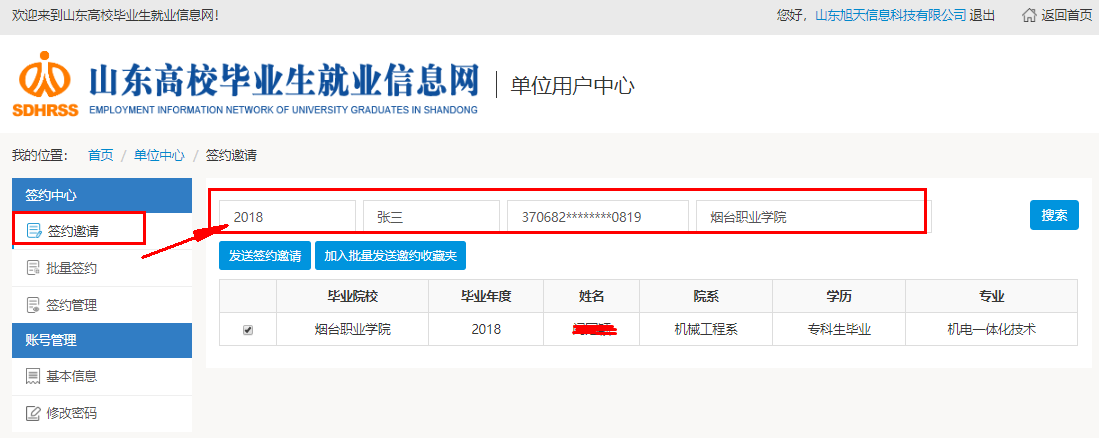 欢迎来到山东高校毕业生就业信息网! 您好, 山东旭天信息科技有限公司 退出 返回首页
山东高校毕业生就业信息网 单位用户中心
SDHRSS EMPLOYMENT INFORMATION NETWORK OF UNIVERSITY GRADUATES IN SHANDONG
我的位置: 首页 / 单位中心 / 签约邀请
签约中心
签约邀请
批量签约
签约管理
账号管理
基本信息
修改密码
2018 张三 370682********0819 烟台职业学院 搜索
发送签约邀请 加入批量发送邀约收藏夹
毕业院校 毕业年度 姓名 院系 学历 专业
烟台职业学院 2018 机械工程系 专科生毕业 机电一体化技术